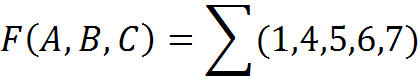 F(A,B,C) = ∑(1,4,5,6,7)